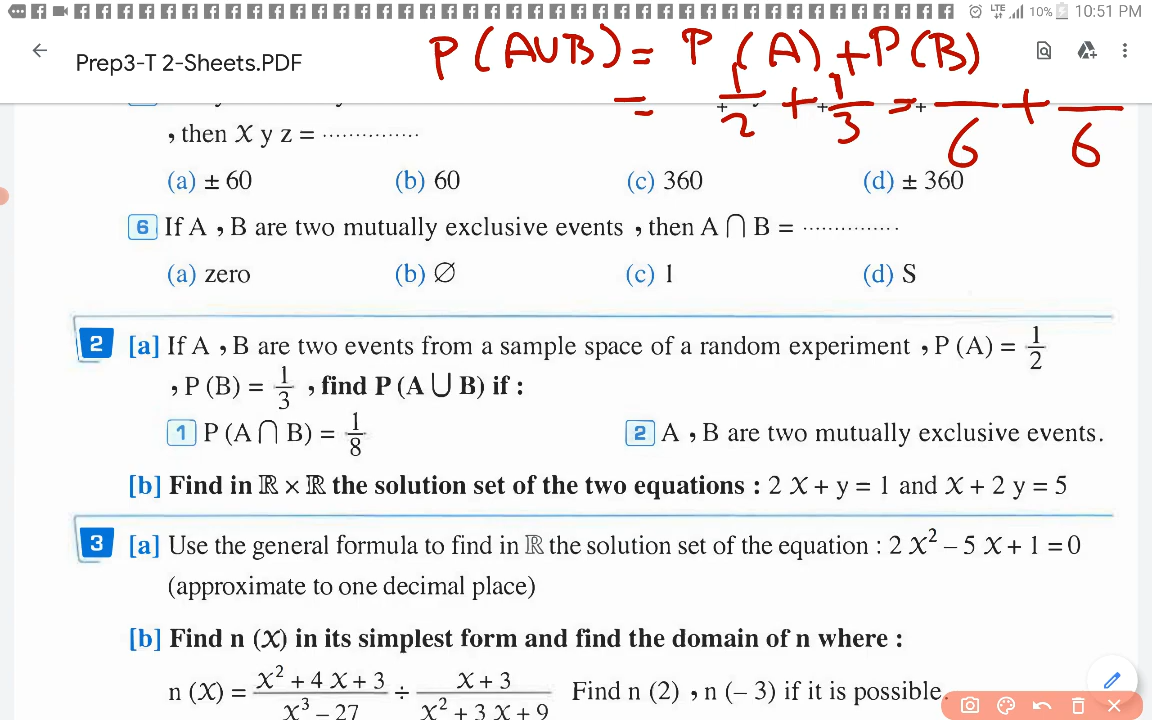 LTE 10% 10:51 PM
Prep3-T 2-Sheets.PDF
P (A∪B) = P (A) + P(B)
= 1/2 + 1/3 = /6 + /6
, then X y z = ...............
(a) ± 60 (b) 60 (c) 360 (d) ± 360
6 If A , B are two mutually exclusive events , then A ∩ B = ...............
(a) zero (b) ∅ (c) 1 (d) S
2 [a] If A , B are two events from a sample space of a random experiment , P (A) = 1/2
, P (B) = 1/3 , find P (A ∪ B) if :
1 P (A ∩ B) = 1/8 2 A , B are two mutually exclusive events.
[b] Find in ℝ × ℝ the solution set of the two equations : 2 X + y = 1 and X + 2 y = 5
3 [a] Use the general formula to find in ℝ the solution set of the equation : 2 X² – 5 X + 1 = 0
(approximate to one decimal place)
[b] Find n (X) in its simplest form and find the domain of n where :
n (X) = (X² + 4 X + 3)/(X³ – 27) ÷ (X + 3)/(X² + 3 X + 9) Find n (2) , n (– 3) if it is possible.